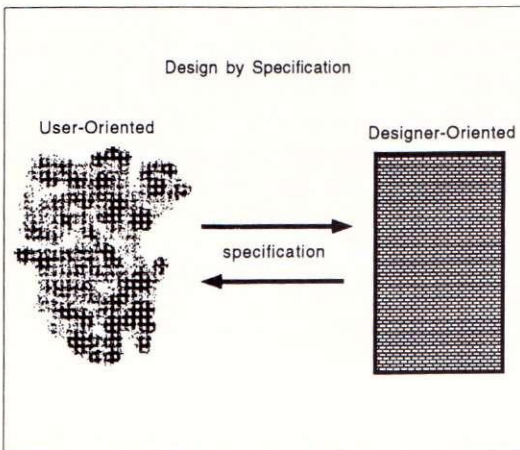 Design by Specification
User-Oriented
Designer-Oriented
specification